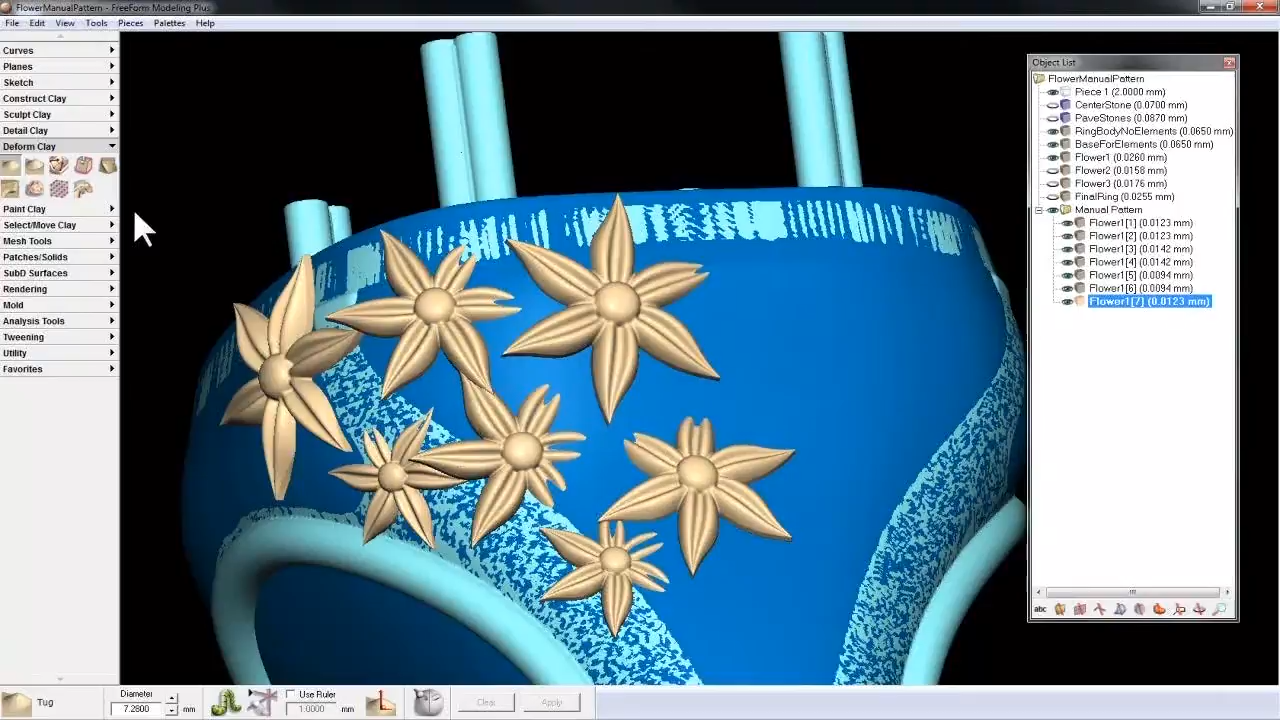 FlowerManualPattern - FreeForm Modeling Plus
File Edit View Tools Pieces Palettes Help
Curves
Planes
Sketch
Construct Clay
Sculpt Clay
Detail Clay
Deform Clay
Paint Clay
Select/Move Clay
Mesh Tools
Patches/Solids
SubD Surfaces
Rendering
Mold
Analysis Tools
Tweening
Utility
Favorites
Object List
FlowerManualPattern
Piece 1 (2.0000 mm)
CenterStone (0.0700 mm)
PaveStones (0.0870 mm)
RingBodyNoElements (0.0650 mm)
BaseForElements (0.0650 mm)
Flower1 (0.0260 mm)
Flower2 (0.0158 mm)
Flower3 (0.0176 mm)
FinalRing (0.0255 mm)
Manual Pattern
Flower1[1] (0.0123 mm)
Flower1[2] (0.0123 mm)
Flower1[3] (0.0142 mm)
Flower1[4] (0.0142 mm)
Flower1[5] (0.0094 mm)
Flower1[6] (0.0094 mm)
Flower1[7] (0.0123 mm)
abc
Tug
Diameter
7.2800 mm
Use Ruler
1.0000 mm
Clear
Apply